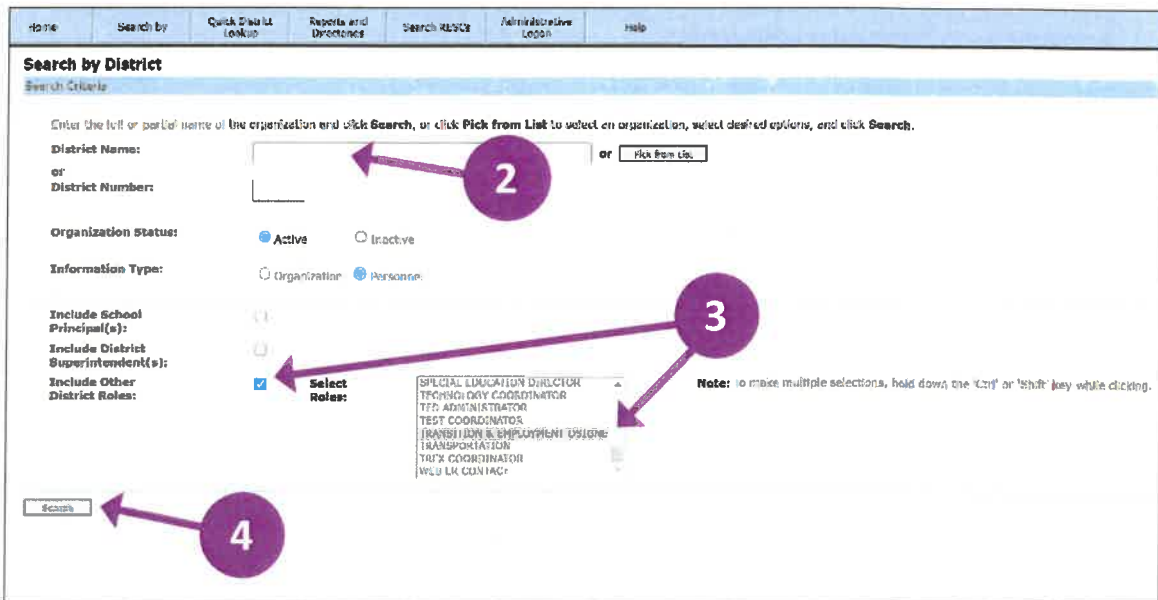 Home
Search by
Quick District
Lookup
Reports and
Directories
Search RESCs
Administrative
Logon
Help
Search by District
Search Criteria
Enter the full or partial name of the organization and click Search, or click Pick from List to select an organization, select desired options, and click Search.
District Name:
or Pick from List
2
or
District Number:
Organization Status:
Active Inactive
Information Type:
Organization Personnel
3
Include School
Principal(s):
Include District
Superintendent(s):
Include Other
District Roles:
Select
Roles:
SPECIAL EDUCATION DIRECTOR
TECHNOLOGY COORDINATOR
TED ADMINISTRATOR
TEST COORDINATOR
TRANSITION & EMPLOYMENT DSIGNE
TRANSPORTATION
TREX COORDINATOR
WEB ER CONTACT
Note: To make multiple selections, hold down the 'Ctrl' or 'Shift' key while clicking.
Search
4